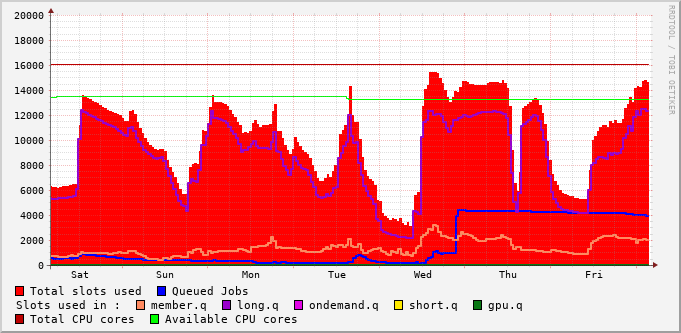 20000
18000
16000
14000
12000
10000
8000
6000
4000
2000
0
Sat Sun Mon Tue Wed Thu Fri
RRDTOOL / TOBI OETIKER
Total slots used Queued Jobs
Slots used in : member.q long.q ondemand.q short.q gpu.q
Total CPU cores Available CPU cores